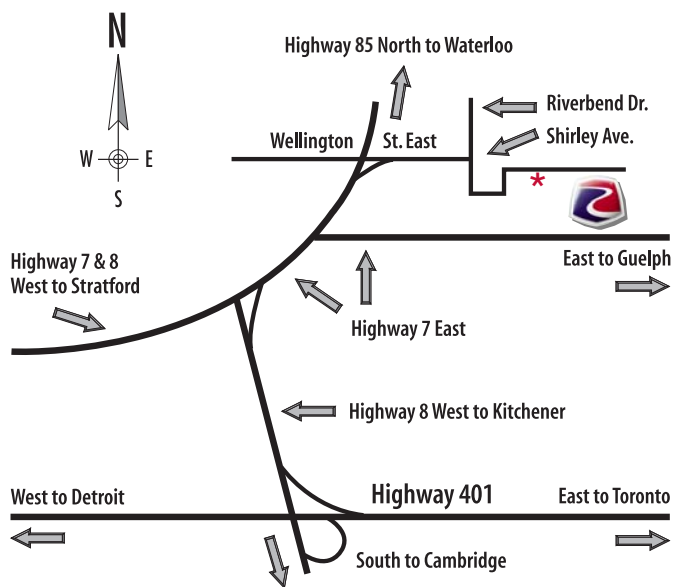 N
Highway 85 North to Waterloo
Riverbend Dr.
Wellington St. East
Shirley Ave.
W E
S
*
Highway 7 & 8
West to Stratford
East to Guelph
Highway 7 East
Highway 8 West to Kitchener
West to Detroit
Highway 401
East to Toronto
South to Cambridge